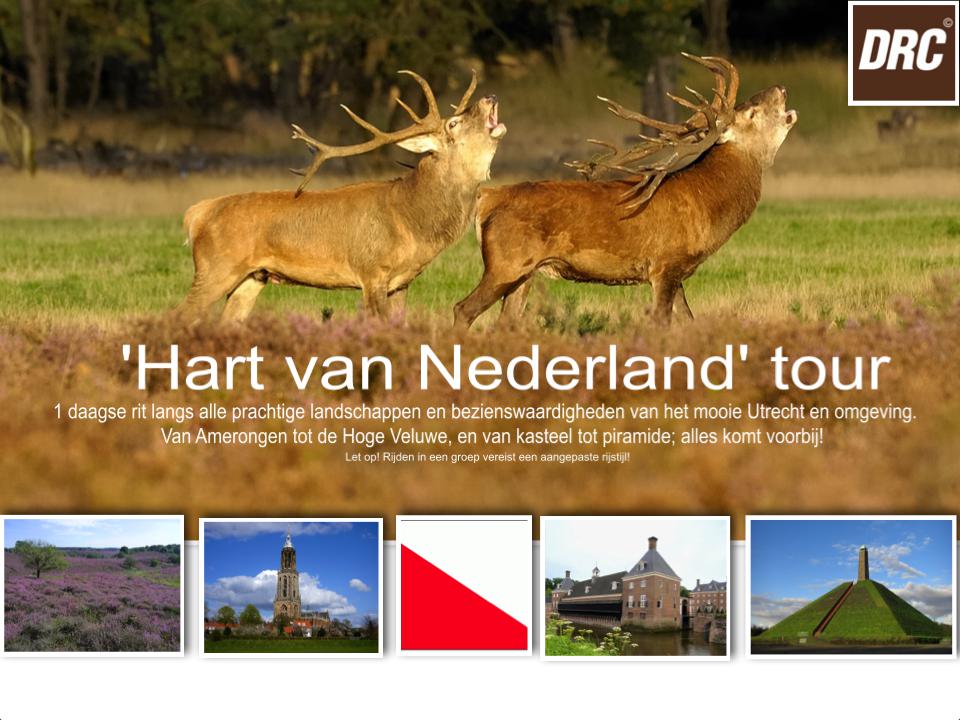 DRC ©
'Hart van Nederland' tour
1 daagse rit langs alle prachtige landschappen en bezienswaardigheden van het mooie Utrecht en omgeving.
Van Amerongen tot de Hoge Veluwe, en van kasteel tot piramide; alles komt voorbij!
Let op! Rijden in een groep vereist een aangepaste rijstijl!